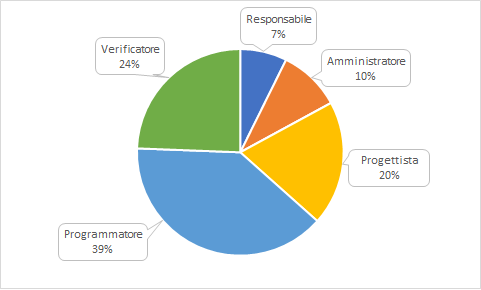 Responsabile
7%
Amministratore
10%
Progettista
20%
Programmatore
39%
Verificatore
24%